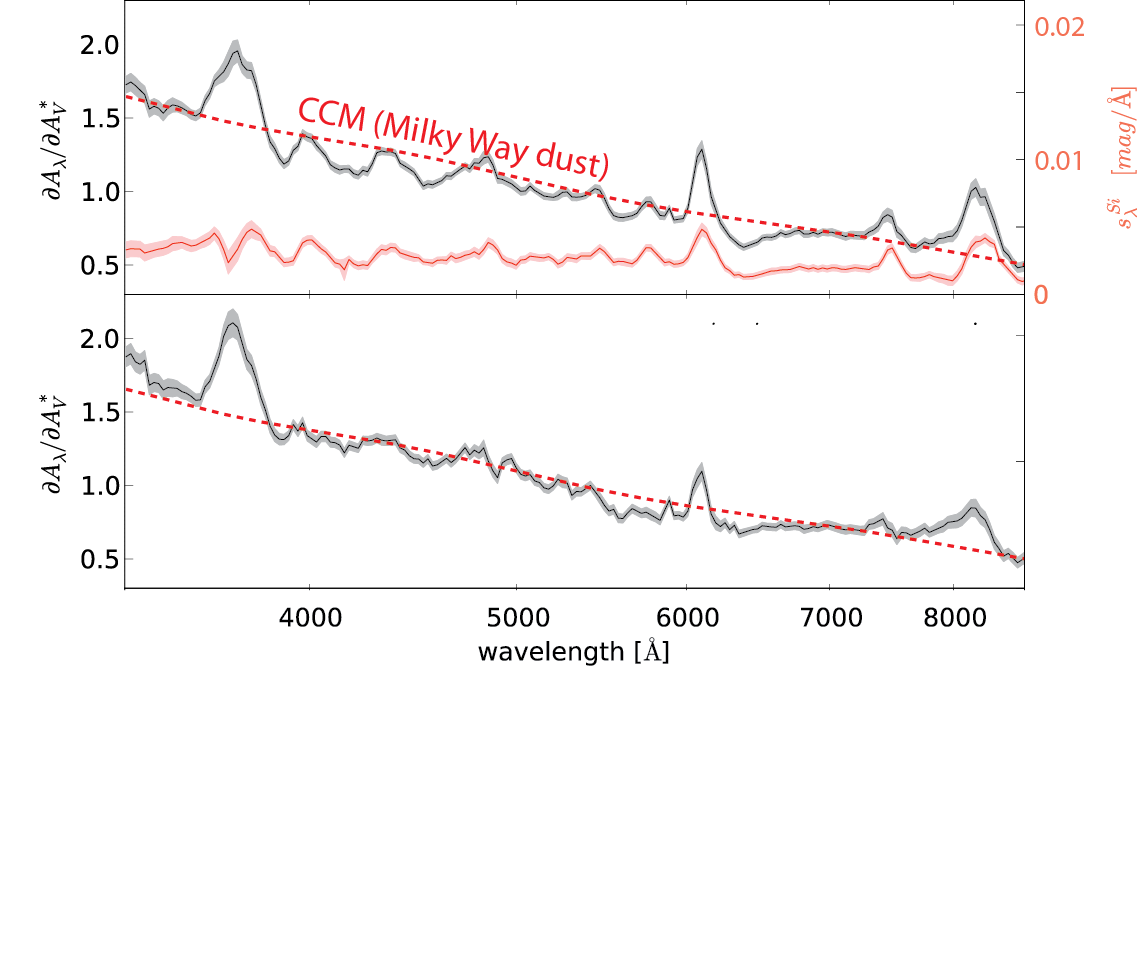 2.0
1.5
1.0
0.5
∂A_λ/∂A_V^*
CCM (Milky Way dust)
0.02
0.01
0
s_λ^Si [mag/Å]
2.0
1.5
1.0
0.5
∂A_λ/∂A_V^*
4000 5000 6000 7000 8000
wavelength [Å]